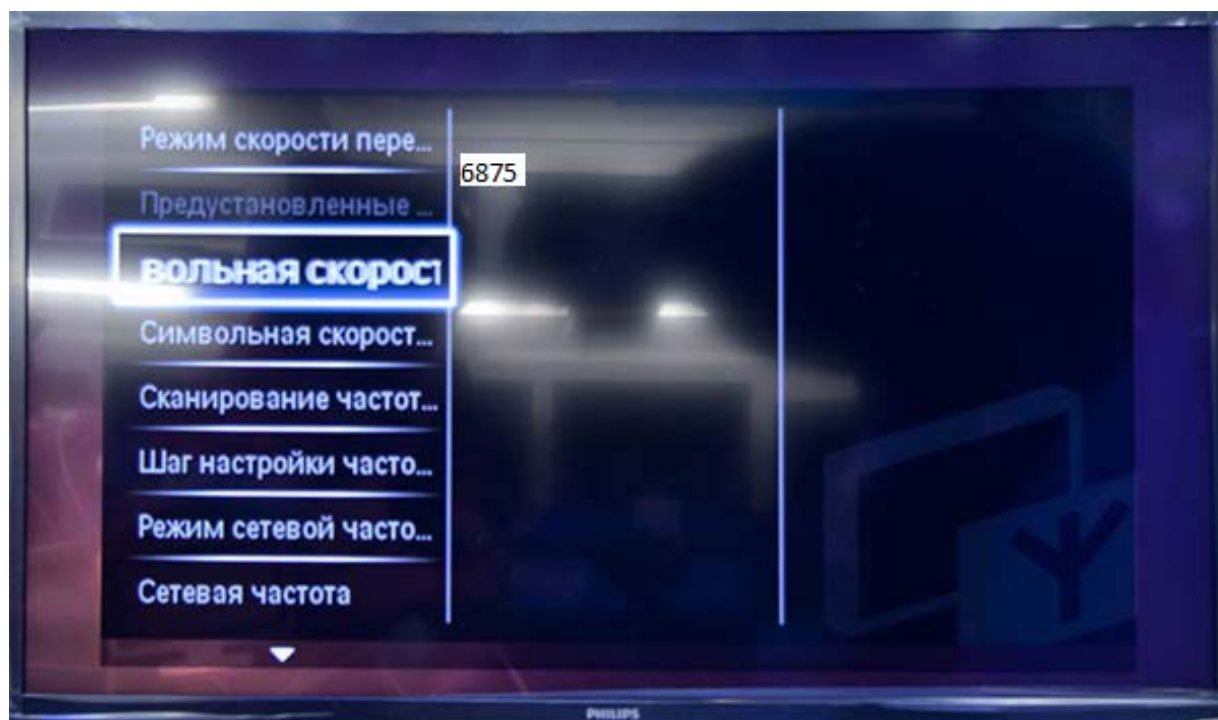 Режим скорости пере...
6875
Предустановленные ...
вольная скорост
Символьная скорост...
Сканирование частот...
Шаг настройки часто...
Режим сетевой часто...
Сетевая частота
PHILIPS